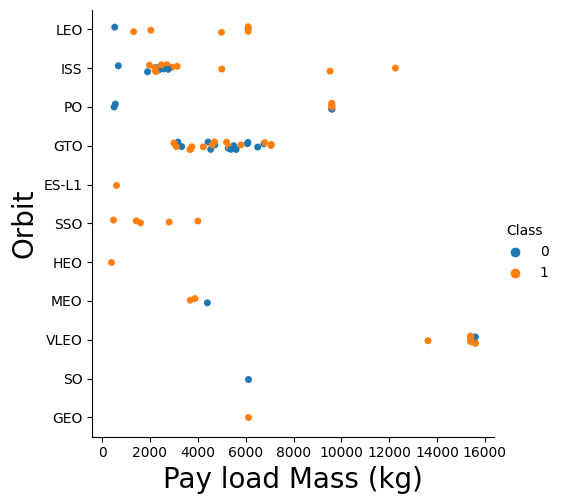 LEO
ISS
PO
GTO
ES-L1
SSO
HEO
MEO
VLEO
SO
GEO
Orbit
0 2000 4000 6000 8000 10000 12000 14000 16000
Pay load Mass (kg)
Class
0
1